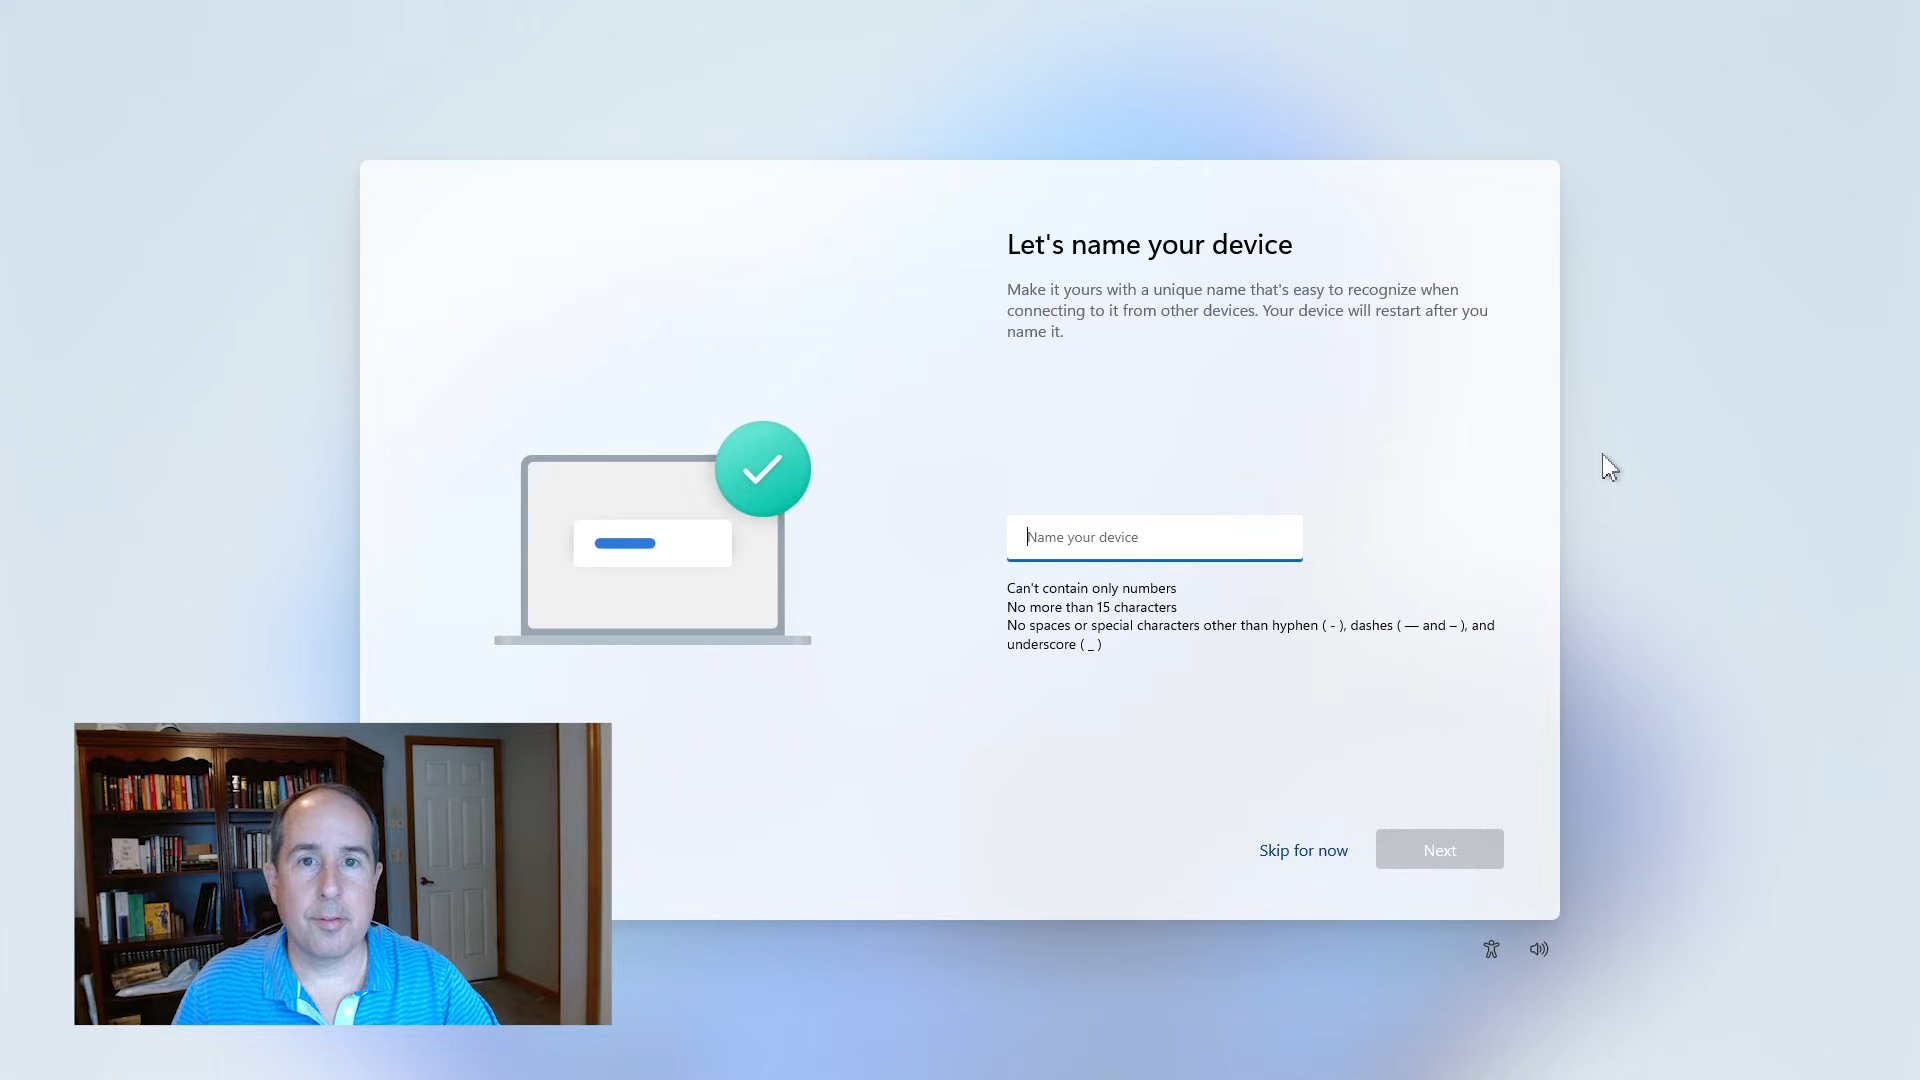 Let's name your device
Make it yours with a unique name that's easy to recognize when
connecting to it from other devices. Your device will restart after you
name it.
Name your device
Can't contain only numbers
No more than 15 characters
No spaces or special characters other than hyphen ( - ), dashes ( — and – ), and
underscore ( _ )
Skip for now
Next